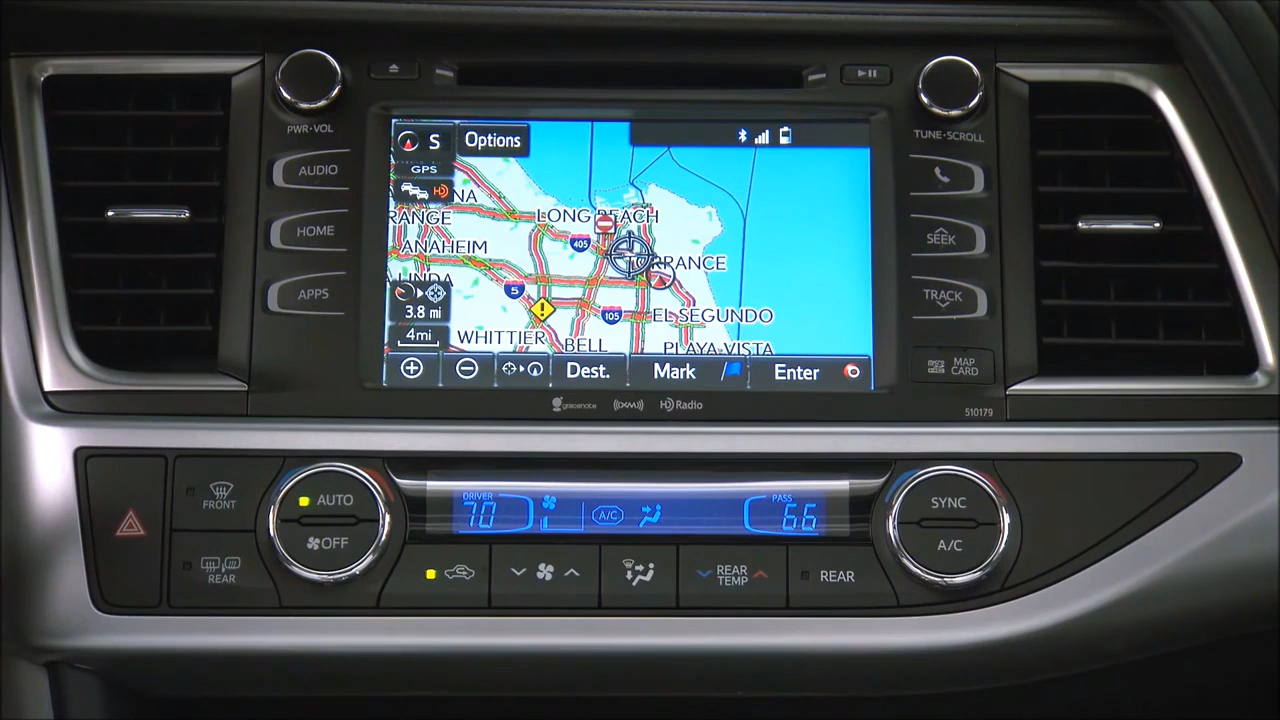 PWR•VOL
AUDIO
HOME
APPS
TUNE•SCROLL
SEEK
TRACK
MAP
CARD
510179
S
Options
GPS
NA
RANGE
LONG BEACH
ANAHEIM
405
TORRANCE
A LINDA
5
3.8 mi
105
EL SEGUNDO
4mi
WHITTIER
BELL
PLAYA VISTA
Dest.
Mark
Enter
gracenote
((XM))
HD Radio
FRONT
REAR
AUTO
OFF
DRIVER
70
A/C
PASS
66
SYNC
A/C
REAR
TEMP
REAR